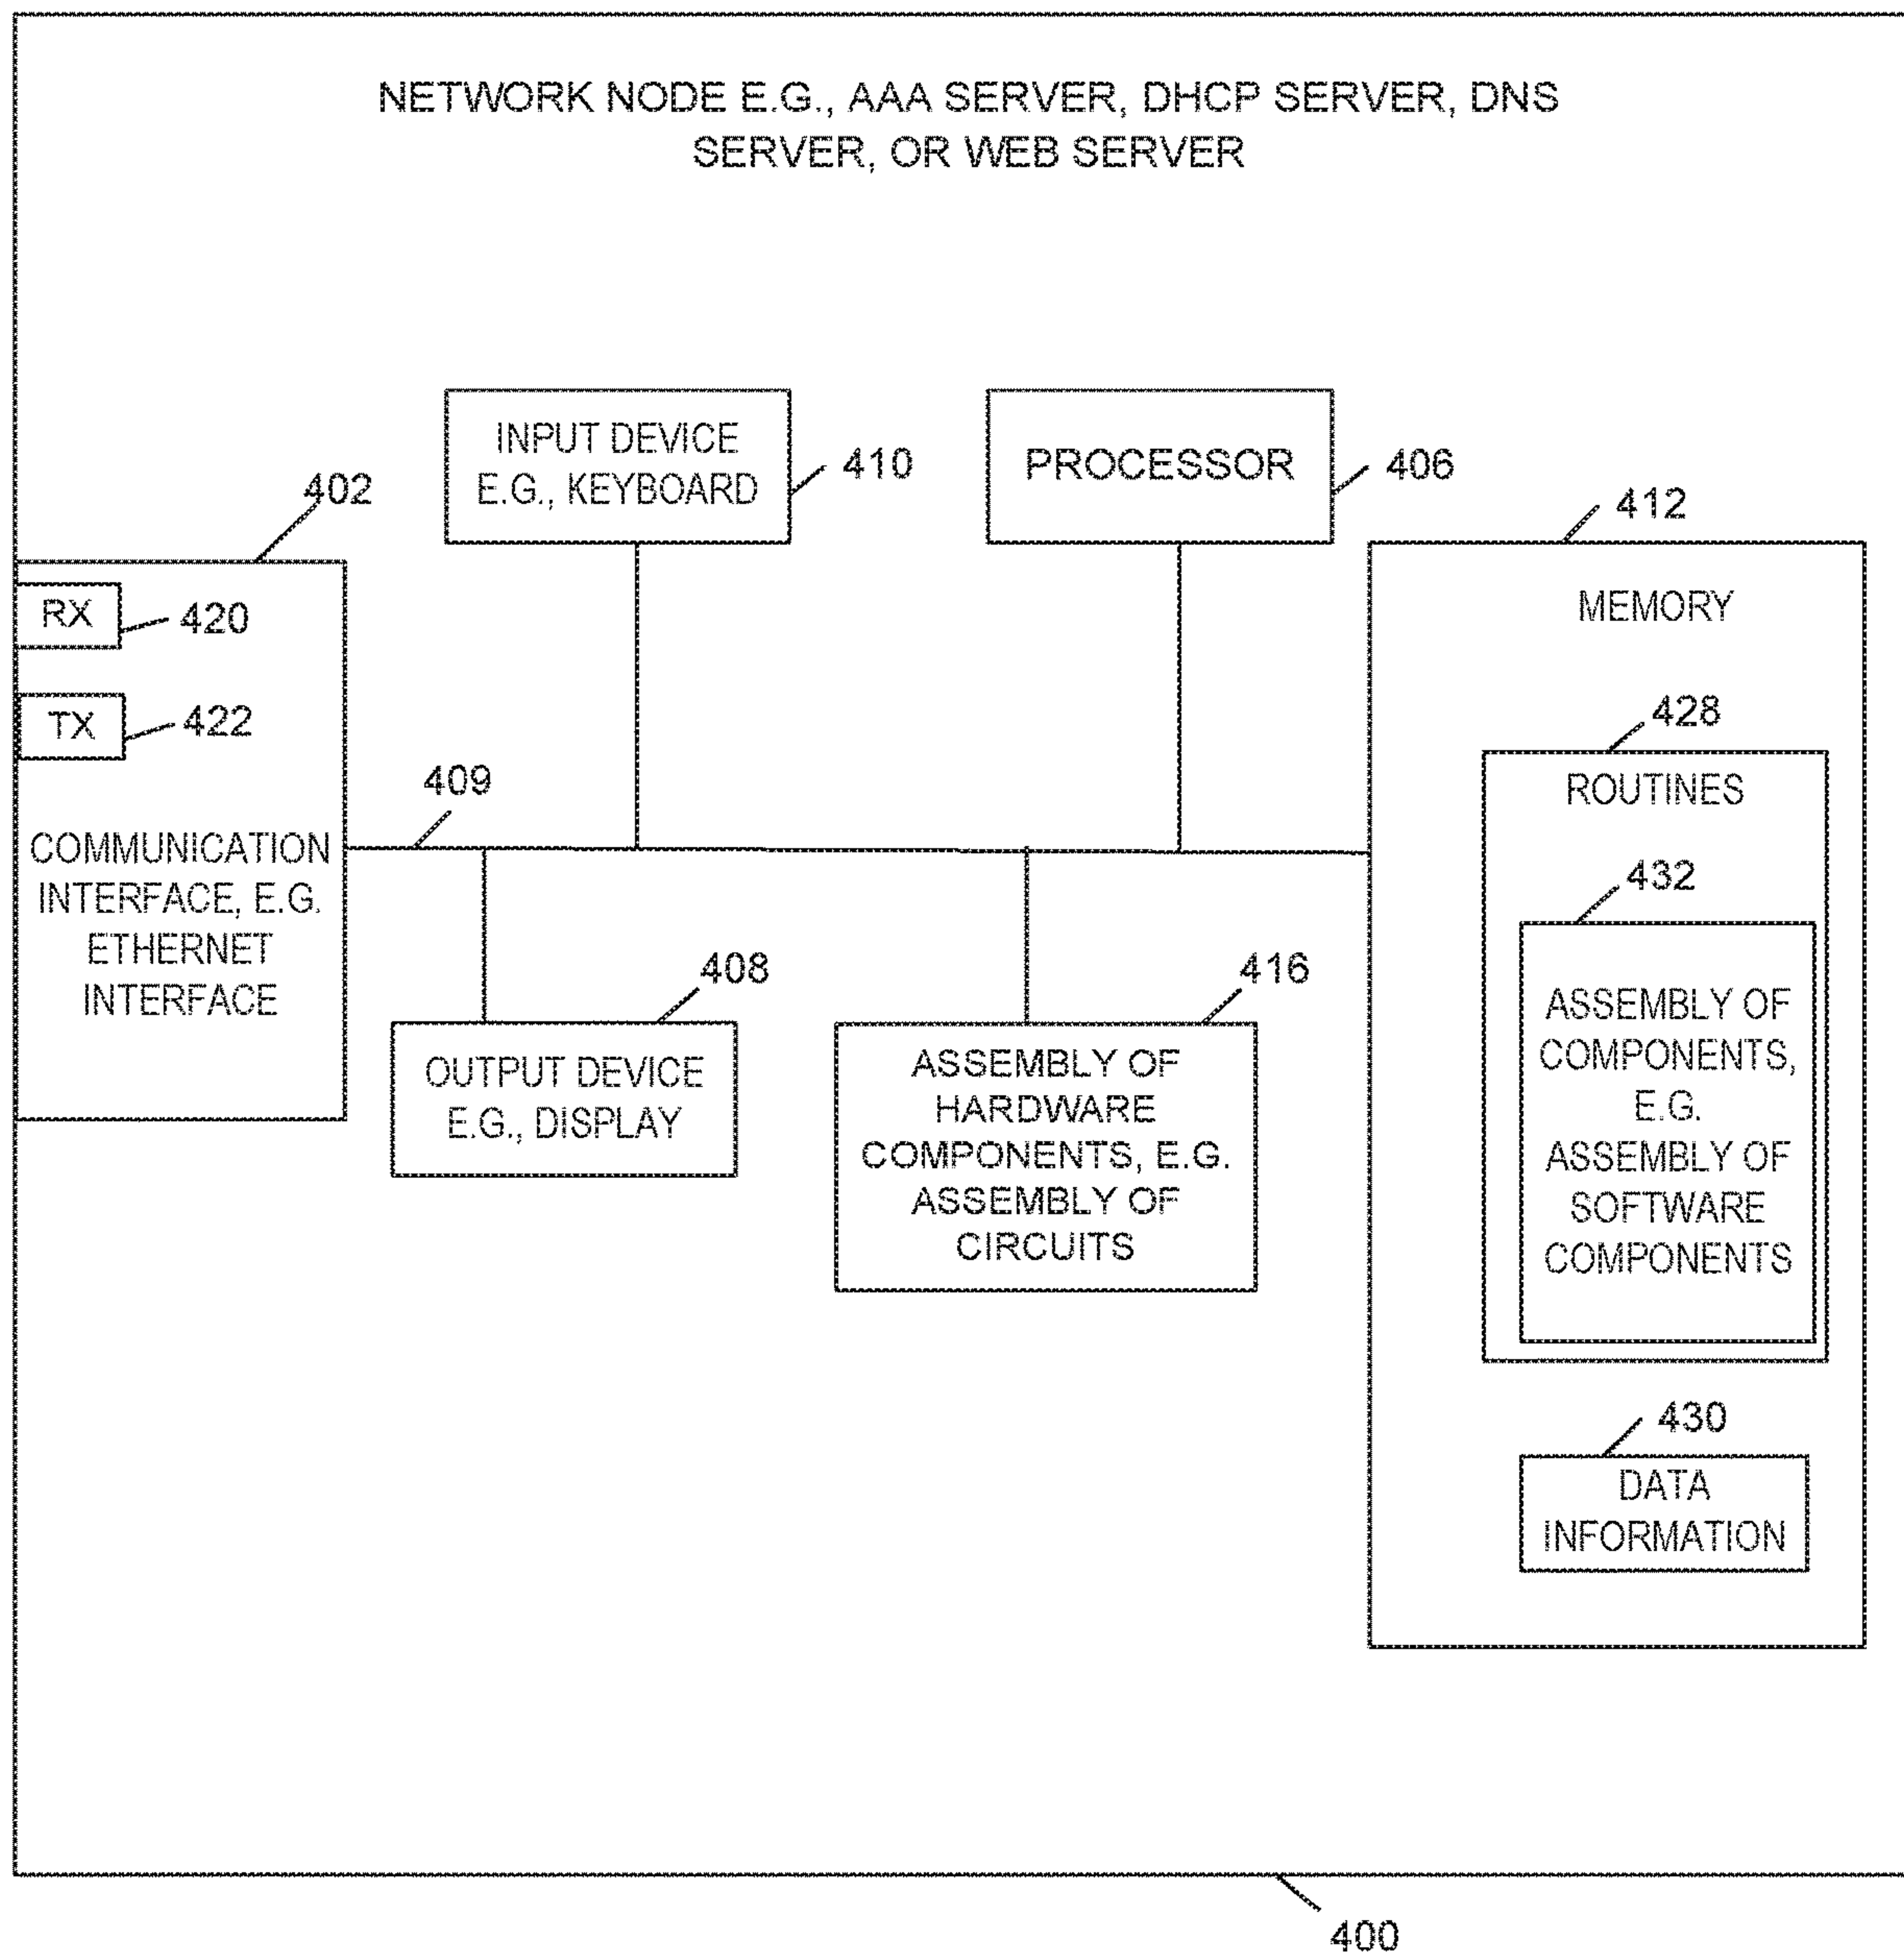 NETWORK NODE E.G., AAA SERVER, DHCP SERVER, DNS
SERVER, OR WEB SERVER
INPUT DEVICE
E.G., KEYBOARD
410
PROCESSOR
406
402
RX
420
TX
422
COMMUNICATION
INTERFACE, E.G.
ETHERNET
INTERFACE
409
408
OUTPUT DEVICE
E.G., DISPLAY
416
ASSEMBLY OF
HARDWARE
COMPONENTS, E.G.
ASSEMBLY OF
CIRCUITS
412
MEMORY
428
ROUTINES
432
ASSEMBLY OF
COMPONENTS,
E.G.
ASSEMBLY OF
SOFTWARE
COMPONENTS
430
DATA
INFORMATION
400